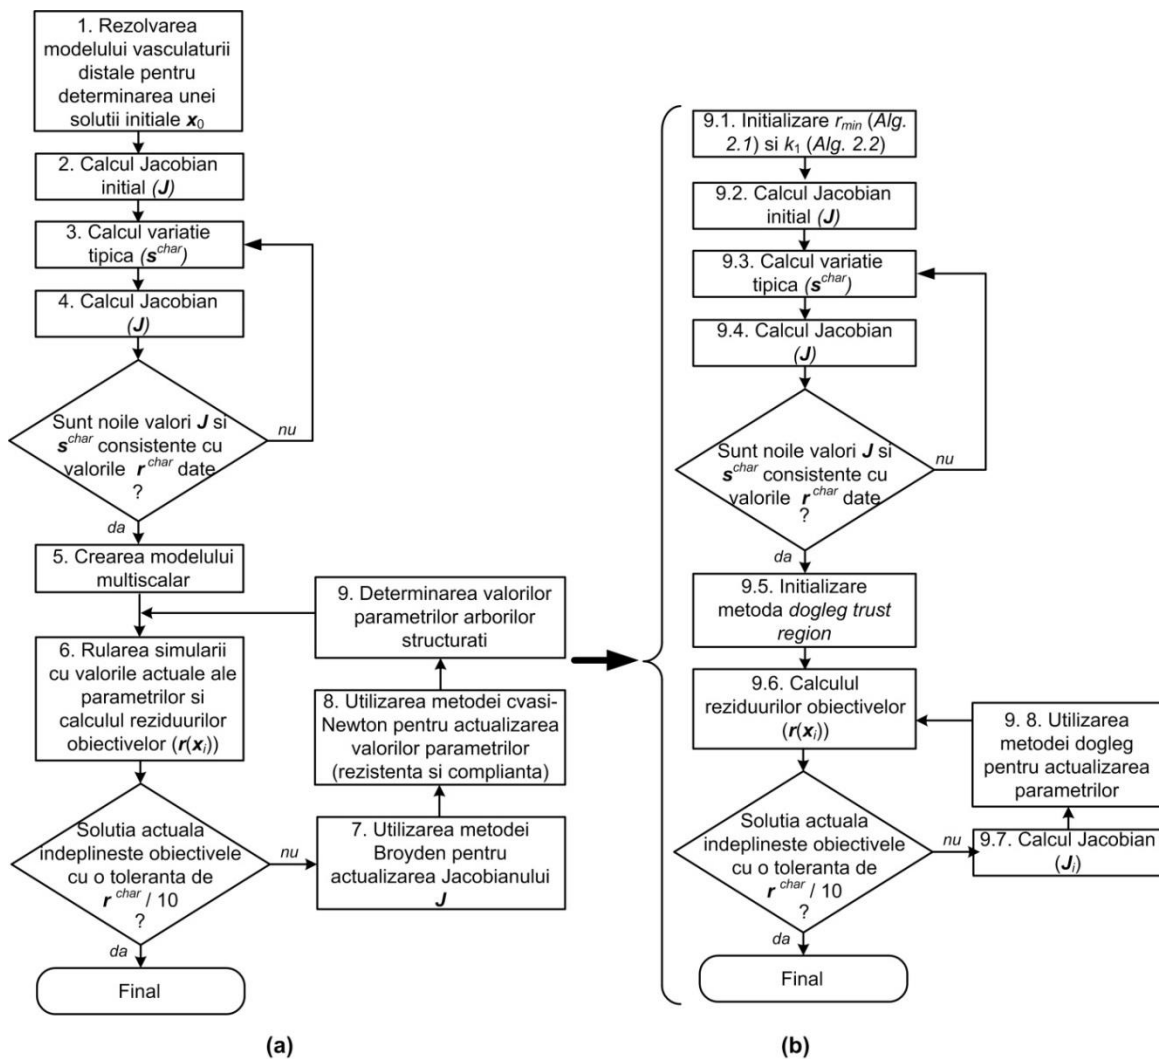 1. Rezolvarea
modelului vasculaturii
distale pentru
determinarea unei
solutii initiale x0
2. Calcul Jacobian
initial (J)
3. Calcul variatie
tipica (s^char)
4. Calcul Jacobian
(J)
Sunt noile valori J si
s^char consistente cu
valorile r^char date
?
nu
da
5. Crearea modelului
multiscalar
6. Rularea simularii
cu valorile actuale ale
parametrilor si
calculul reziduurilor
obiectivelor (r(xi))
Solutia actuala
indeplineste obiectivele
cu o toleranta de
r^char / 10
?
nu
da
Final
7. Utilizarea metodei
Broyden pentru
actualizarea Jacobianului
J
8. Utilizarea metodei cvasi-
Newton pentru actualizarea
valorilor parametrilor
(rezistenta si complianta)
9. Determinarea valorilor
parametrilor arborilor
structurati
(a)
9.1. Initializare rmin (Alg.
2.1) si k1 (Alg. 2.2)
9.2. Calcul Jacobian
initial (J)
9.3. Calcul variatie
tipica (s^char)
9.4. Calcul Jacobian
(J)
Sunt noile valori J si
s^char consistente cu
valorile r^char date
?
nu
da
9.5. Initializare
metoda dogleg trust
region
9.6. Calculul
reziduurilor obiectivelor
(r(xi))
Solutia actuala
indeplineste obiectivele
cu o toleranta de
r^char / 10
?
nu
da
Final
9.7. Calcul Jacobian
(Ji)
9. 8. Utilizarea
metodei dogleg
pentru actualizarea
parametrilor
(b)